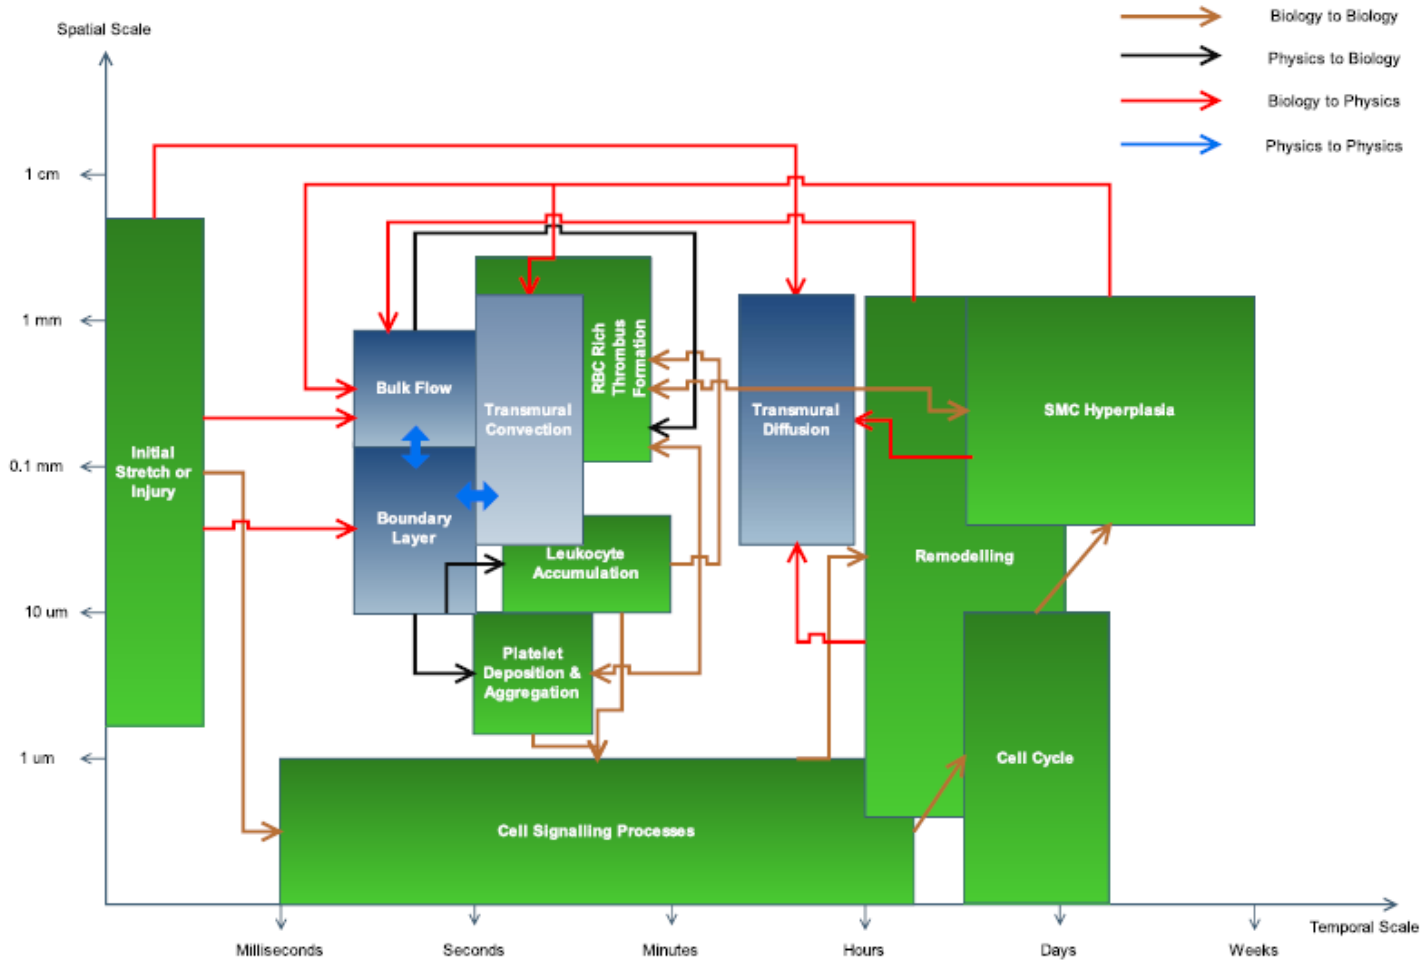 Biology to Biology
Spatial Scale
Physics to Biology
Biology to Physics
Physics to Physics
1 cm
1 mm
0.1 mm
10 um
1 um
Initial
Stretch or
Injury
Bulk Flow
Boundary
Layer
Transmural
Convection
RBC Rich
Thrombus
Formation
Leukocyte
Accumulation
Platelet
Deposition &
Aggregation
Transmural
Diffusion
SMC Hyperplasia
Remodelling
Cell Cycle
Cell Signalling Processes
Temporal Scale
Milliseconds
Seconds
Minutes
Hours
Days
Weeks